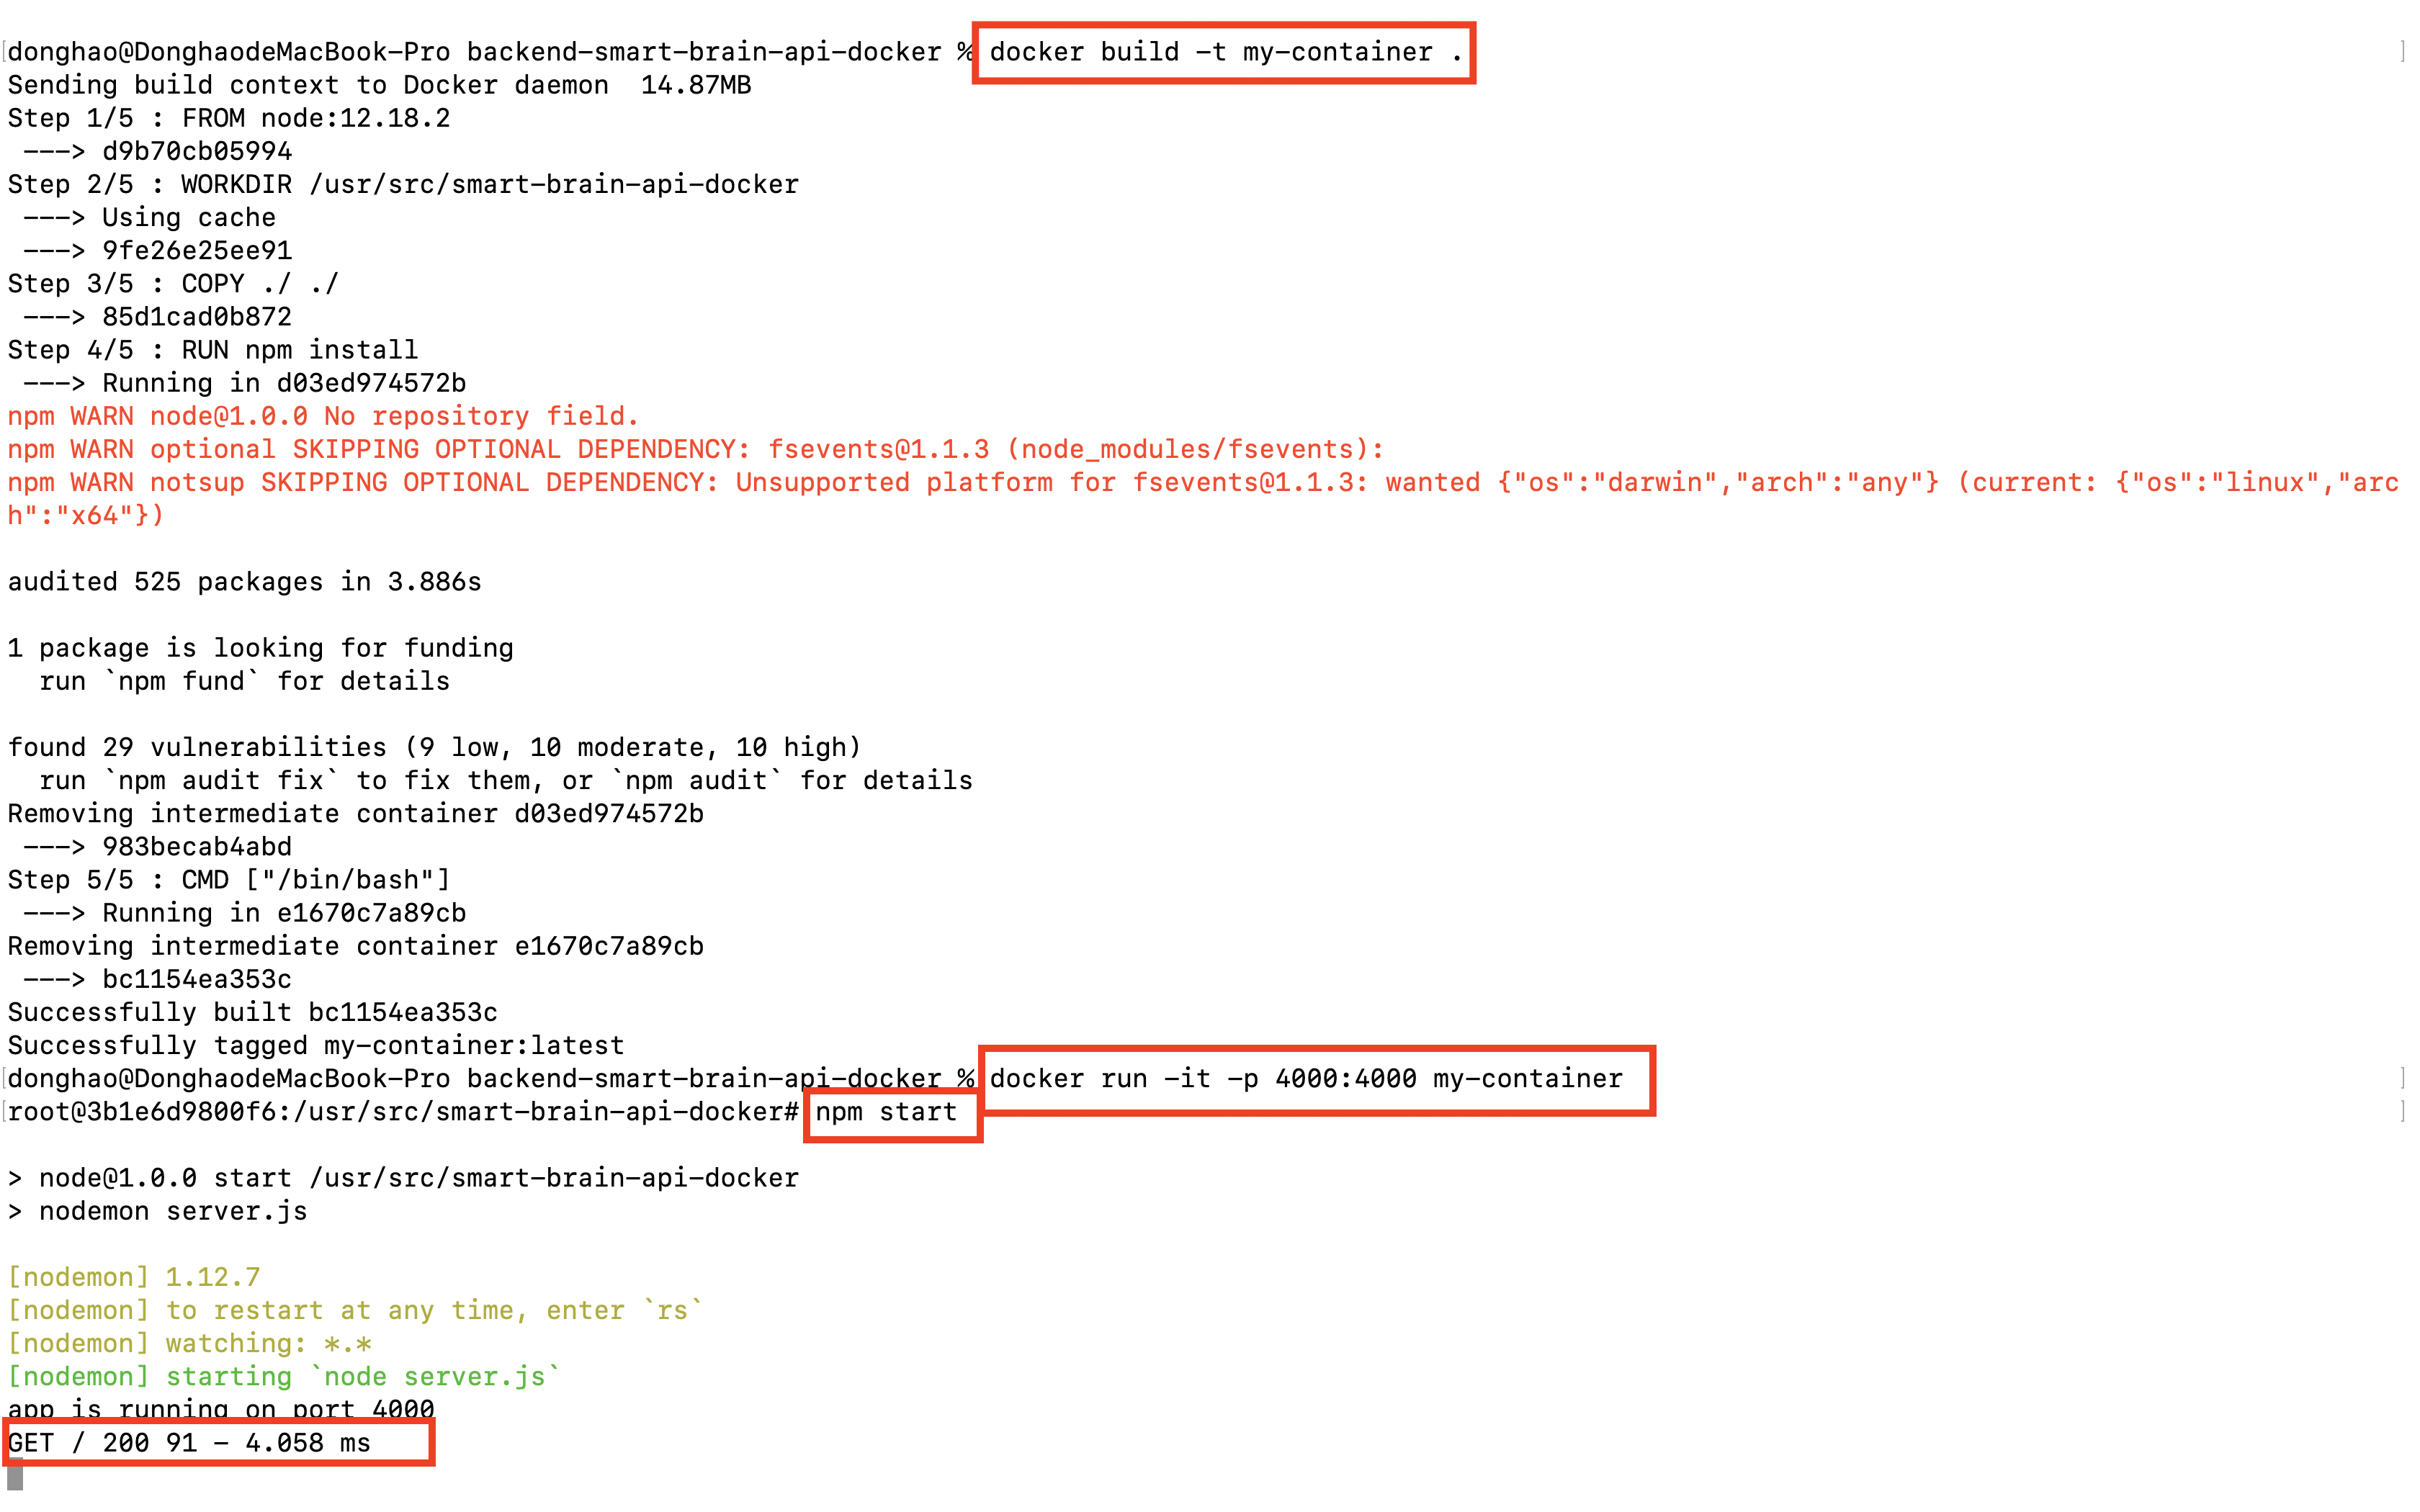 donghao@DonghaodeMacBook-Pro backend-smart-brain-api-docker % docker build -t my-container .
Sending build context to Docker daemon  14.87MB
Step 1/5 : FROM node:12.18.2
 ---> d9b70cb05994
Step 2/5 : WORKDIR /usr/src/smart-brain-api-docker
 ---> Using cache
 ---> 9fe26e25ee91
Step 3/5 : COPY ./ ./
 ---> 85d1cad0b872
Step 4/5 : RUN npm install
 ---> Running in d03ed974572b
npm WARN node@1.0.0 No repository field.
npm WARN optional SKIPPING OPTIONAL DEPENDENCY: fsevents@1.1.3 (node_modules/fsevents):
npm WARN notsup SKIPPING OPTIONAL DEPENDENCY: Unsupported platform for fsevents@1.1.3: wanted {"os":"darwin","arch":"any"} (current: {"os":"linux","arc
h":"x64"})
audited 525 packages in 3.886s
1 package is looking for funding
  run `npm fund` for details
found 29 vulnerabilities (9 low, 10 moderate, 10 high)
  run `npm audit fix` to fix them, or `npm audit` for details
Removing intermediate container d03ed974572b
 ---> 983becab4abd
Step 5/5 : CMD ["/bin/bash"]
 ---> Running in e1670c7a89cb
Removing intermediate container e1670c7a89cb
 ---> bc1154ea353c
Successfully built bc1154ea353c
Successfully tagged my-container:latest
donghao@DonghaodeMacBook-Pro backend-smart-brain-api-docker % docker run -it -p 4000:4000 my-container
root@3b1e6d9800f6:/usr/src/smart-brain-api-docker# npm start
> node@1.0.0 start /usr/src/smart-brain-api-docker
> nodemon server.js
[nodemon] 1.12.7
[nodemon] to restart at any time, enter `rs`
[nodemon] watching: *.*
[nodemon] starting `node server.js`
app is running on port 4000
GET / 200 91 - 4.058 ms